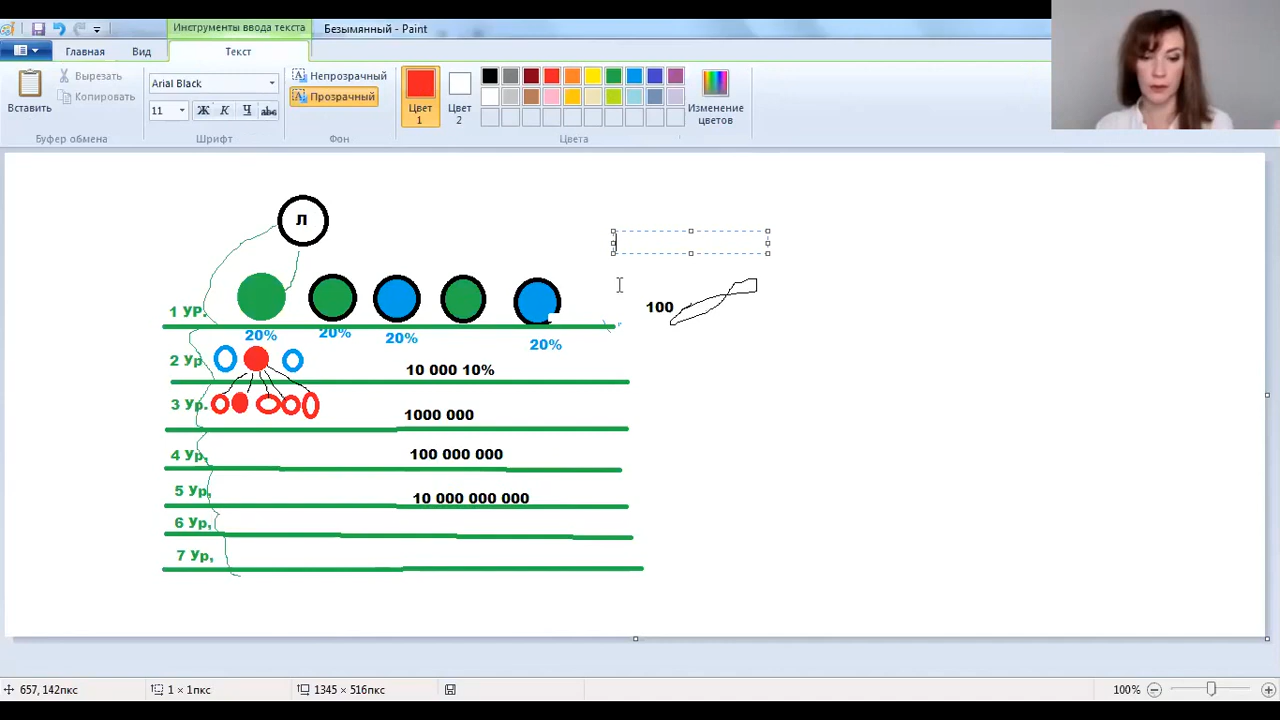 Инструменты ввода текста
Безымянный - Paint
Главная
Вид
Текст
Вставить
Вырезать
Копировать
Буфер обмена
Arial Black
11
Ж К Ч abc
Шрифт
Непрозрачный
Прозрачный
Фон
Цвет 1
Цвет 2
Изменение цветов
Цвета
Л
1 УР.
20%
20%
20%
20%
100
2 Ур
10 000 10%
3 Ур.
1000 000
4 Ур,
100 000 000
5 Ур,
10 000 000 000
6 Ур,
7 Ур,
657, 142пкс
1 × 1пкс
1345 × 516пкс
100%